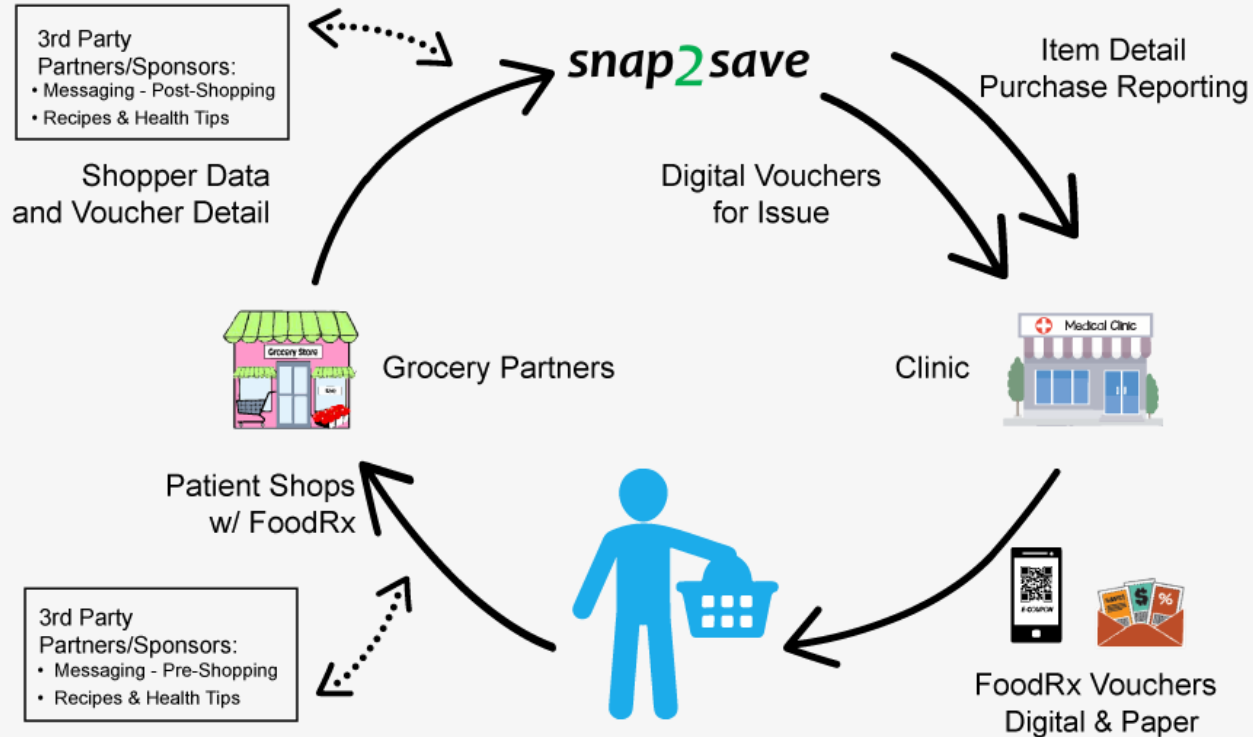 3rd Party
Partners/Sponsors:
• Messaging - Post-Shopping
• Recipes & Health Tips
snap2save
Item Detail
Purchase Reporting
Shopper Data
and Voucher Detail
Digital Vouchers
for Issue
Grocery Store
Grocery Partners
Clinic
Medical Clinic
Patient Shops
w/ FoodRx
3rd Party
Partners/Sponsors:
• Messaging - Pre-Shopping
• Recipes & Health Tips
E-COUPON
$
%
FoodRx Vouchers
Digital & Paper